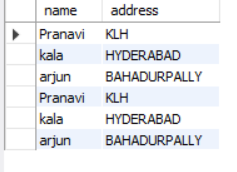 name address
Pranavi KLH
kala HYDERABAD
arjun BAHADURPALLY
Pranavi KLH
kala HYDERABAD
arjun BAHADURPALLY